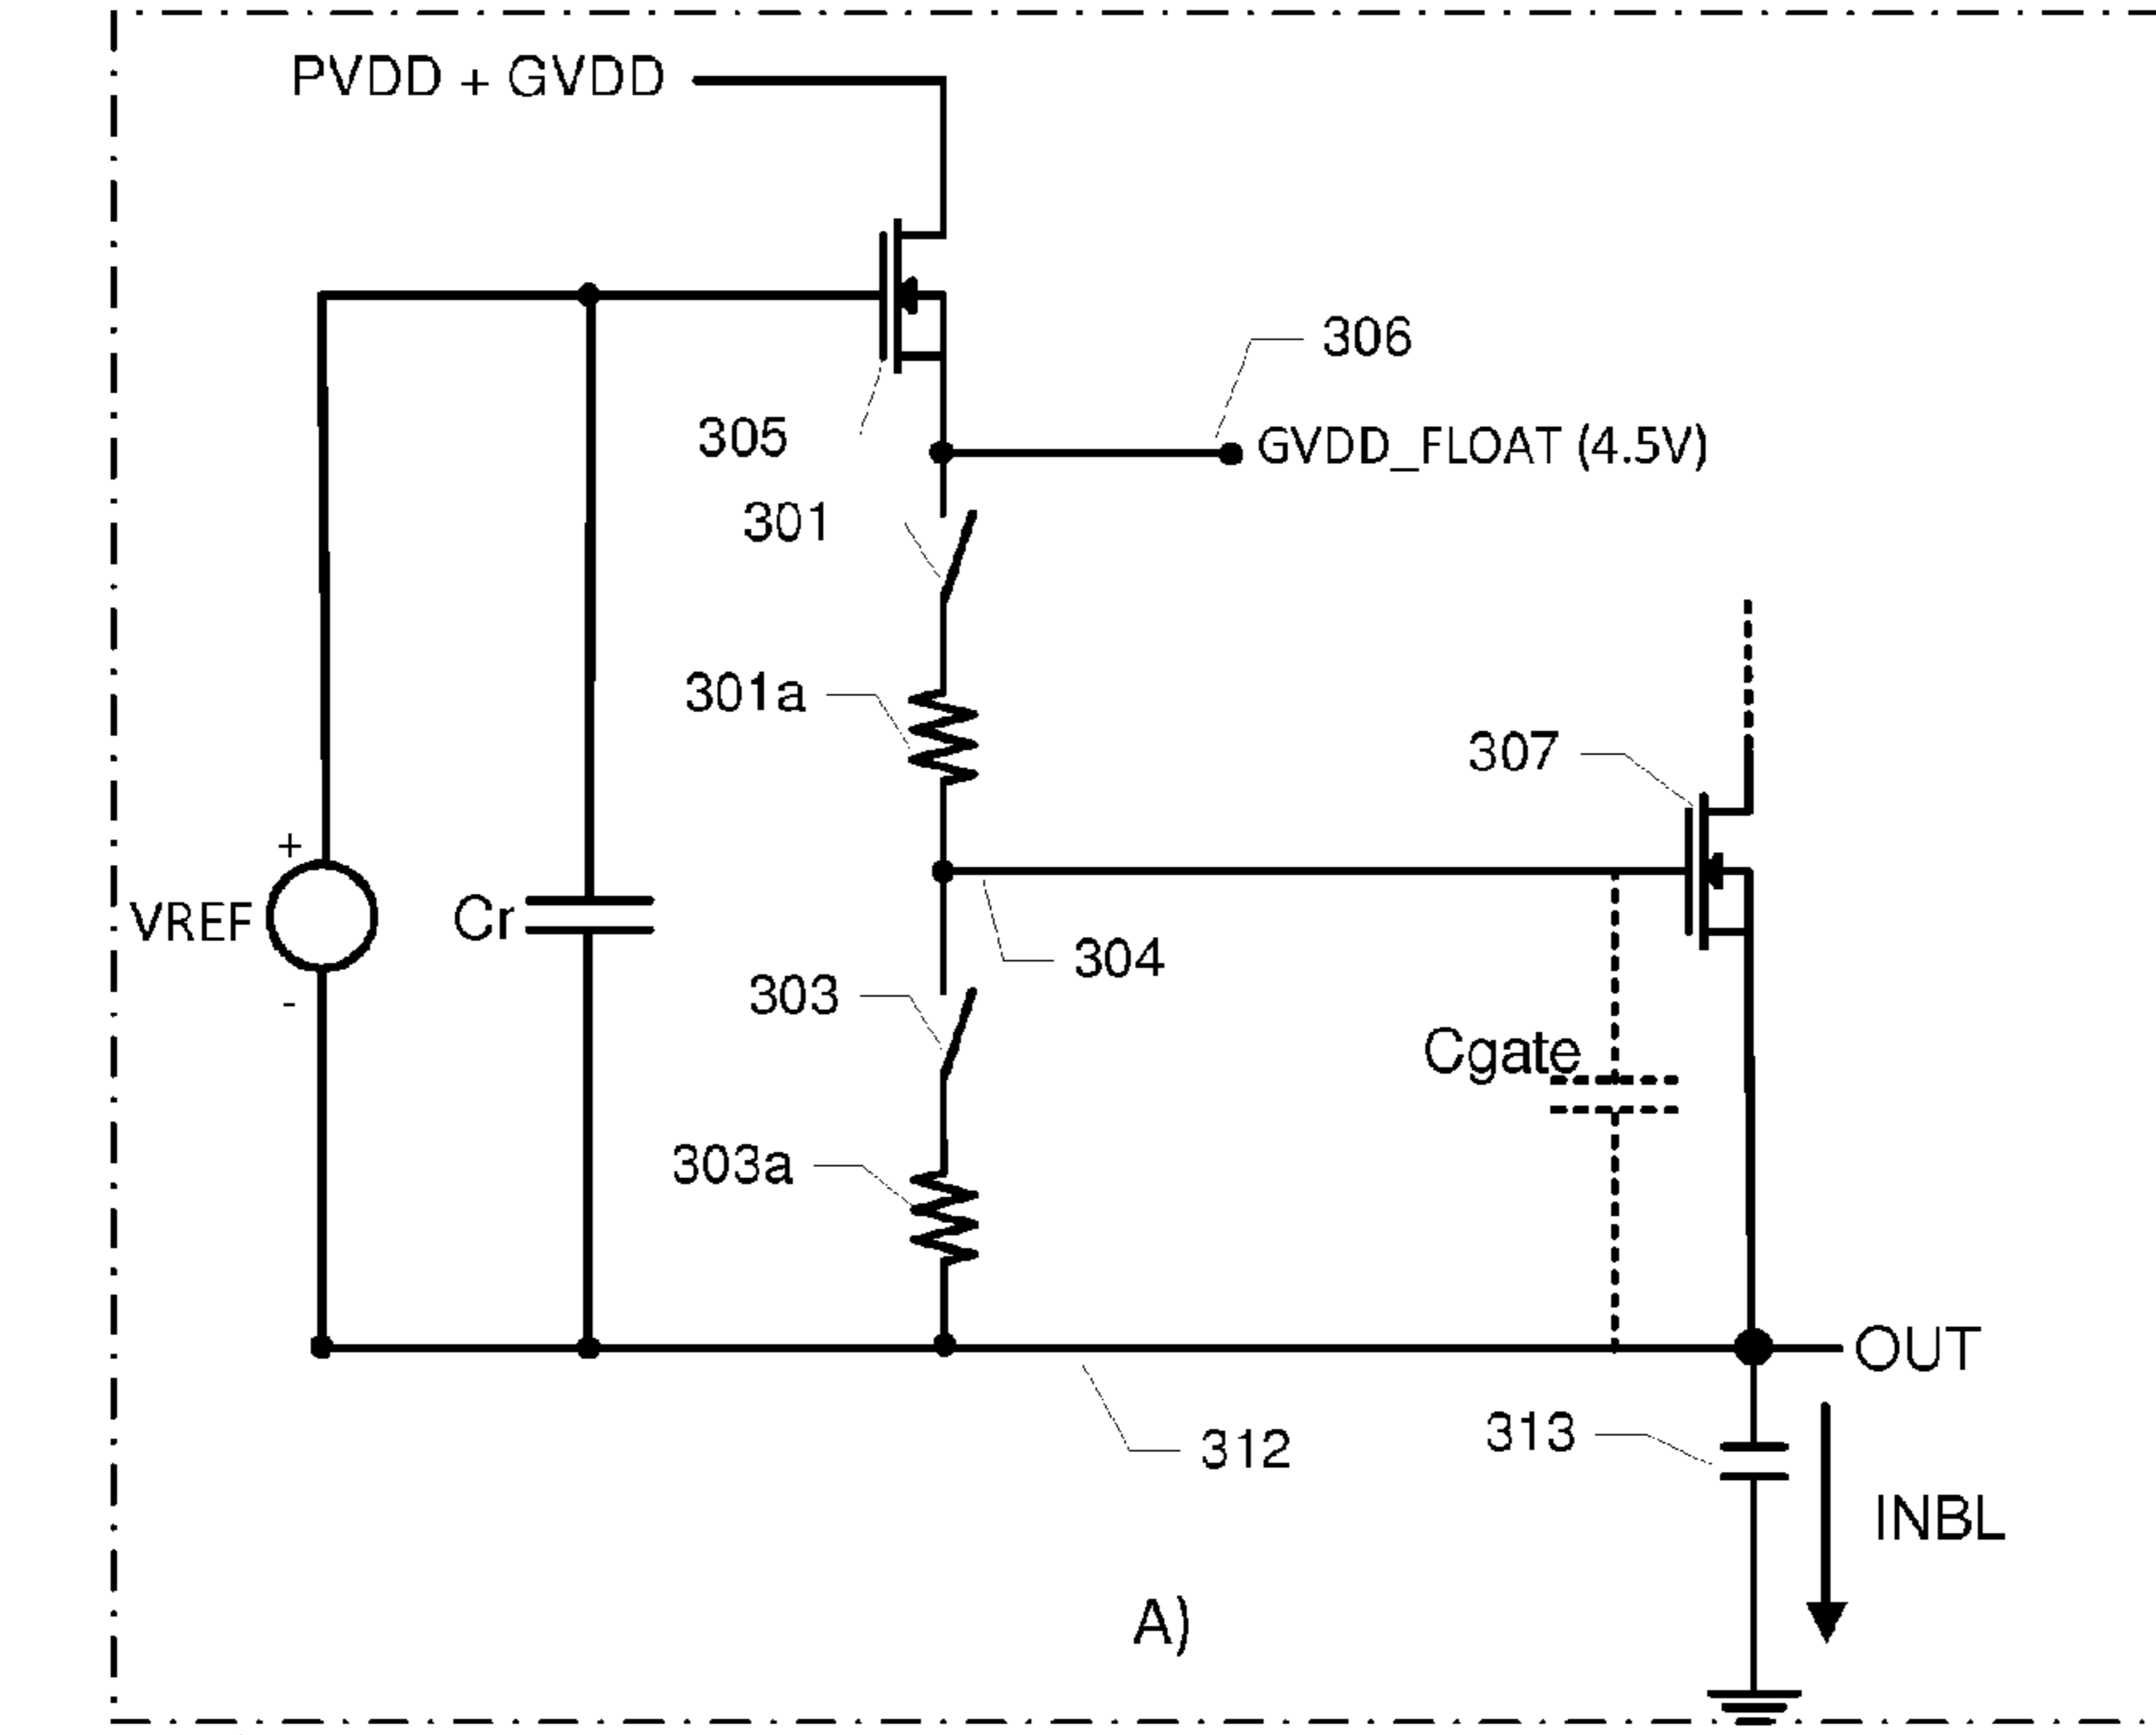 PVDD + GVDD
306
305
GVDD_FLOAT (4.5V)
301
301a
307
+
VREF
Cr
304
-
303
Cgate
303a
OUT
312
313
INBL
A)